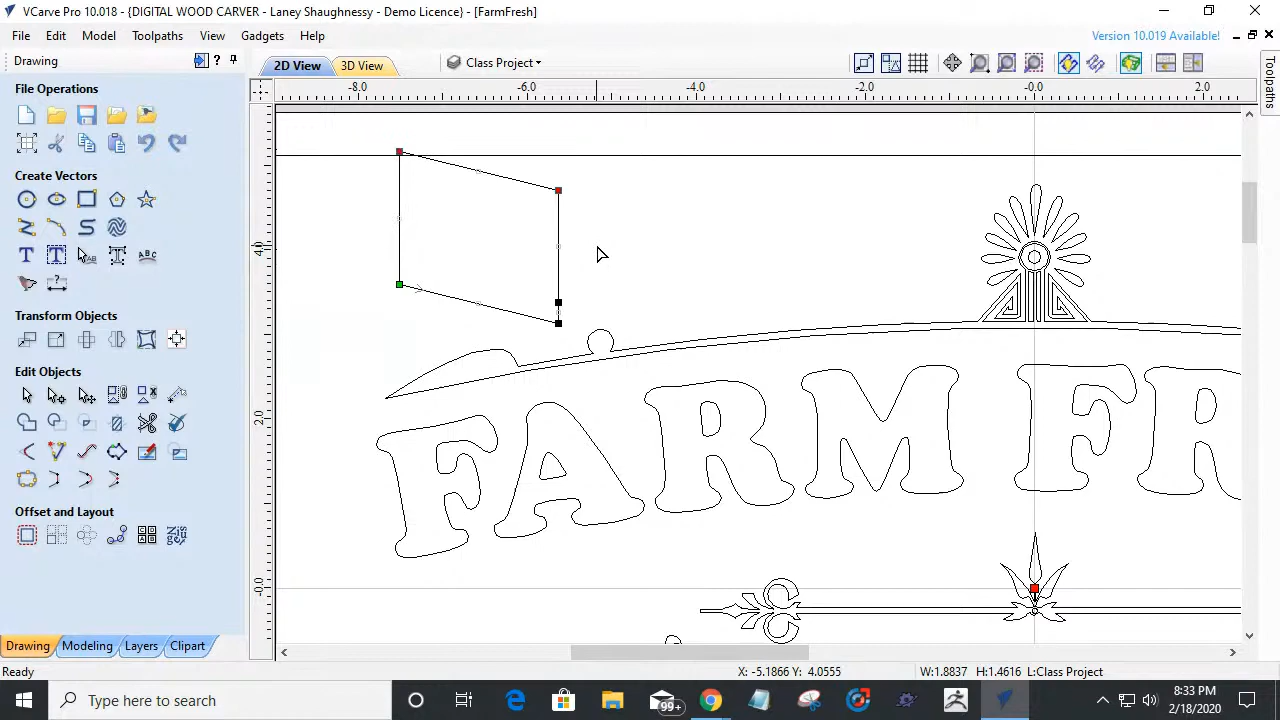 VCarve Pro 10.018 - {DIGITAL WOOD CARVER - Laney Shaughnessy - Demo Licence} - [FarmFresh]
File Edit Model Toolpaths View Gadgets Help Version 10.019 Available!
Drawing 2D View 3D View Class Project
File Operations
-8.0 -6.0 -4.0 -2.0 -0.0 2.0
Create Vectors
4.0
Transform Objects
Edit Objects
2.0
FARM FR
Offset and Layout
-0.0
Drawing Modeling Layers Clipart
Ready X: -5.1866 Y: 4.0555 W:1.8837 H:1.4616 L:Class Project
Toolpaths
Type here to search 99+ 8:33 PM
2/18/2020